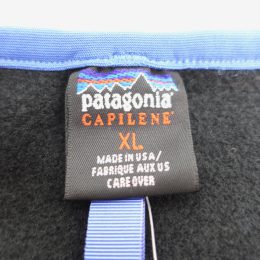 patagonia
CAPILENE
XL
MADE IN USA/
FABRIQUE AUX US
CARE OVER